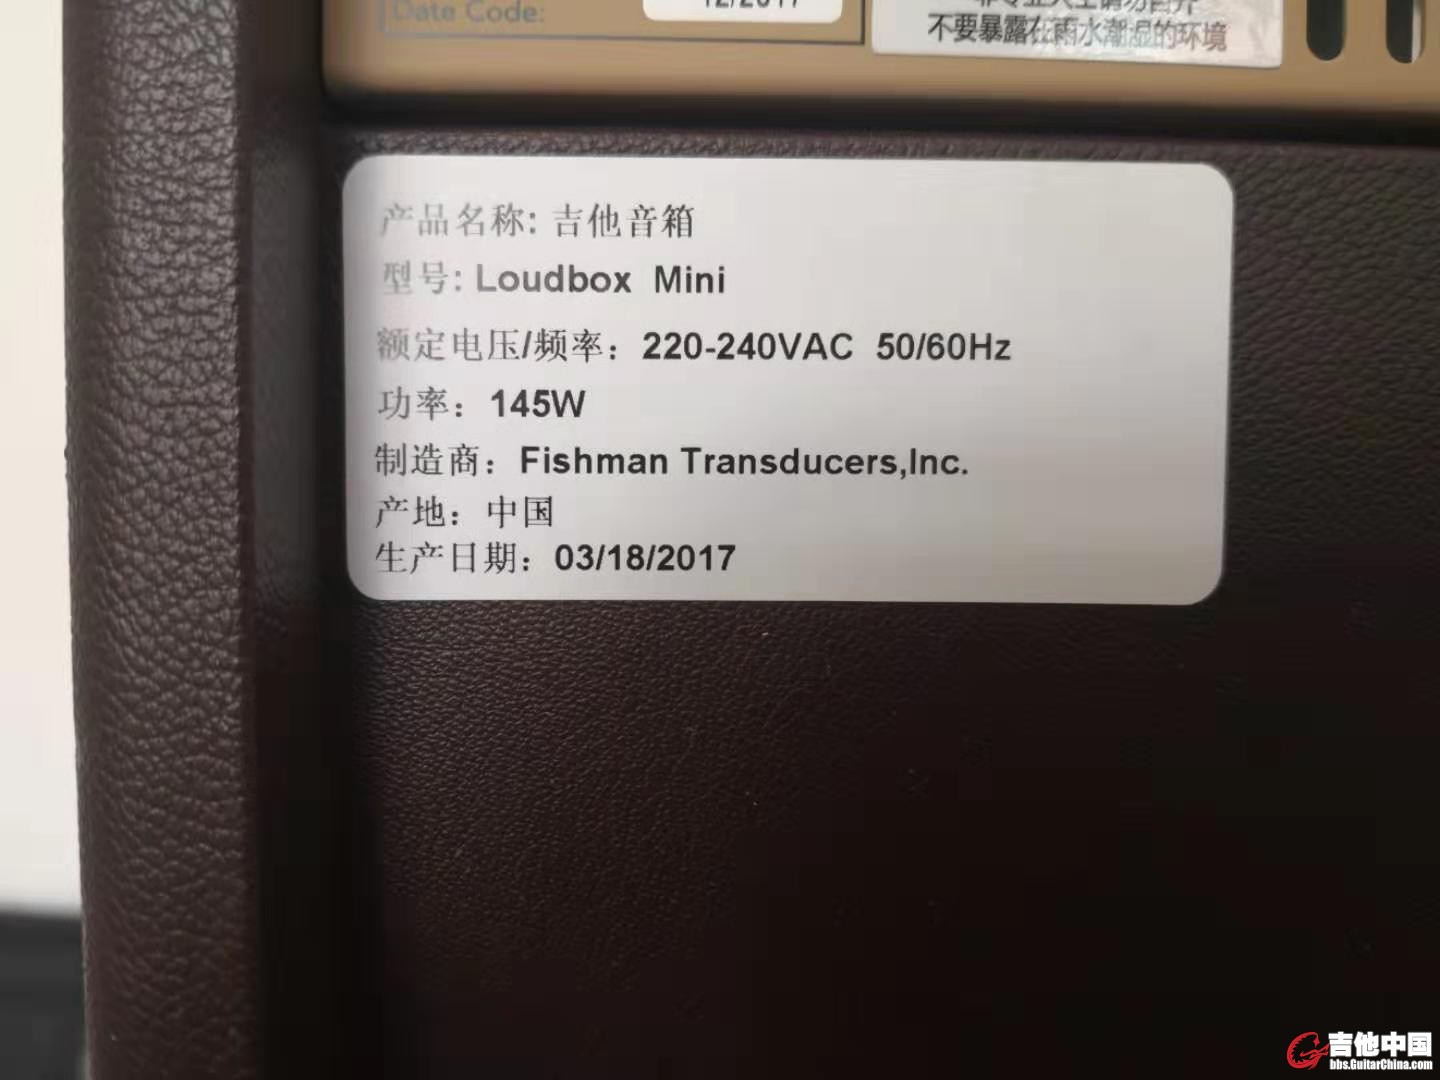 Date Code:
12/2017
不要暴露在雨水潮湿的环境
产品名称: 吉他音箱
型号: Loudbox Mini
额定电压/频率：220-240VAC 50/60Hz
功率：145W
制造商：Fishman Transducers,Inc.
产地：中国
生产日期：03/18/2017
吉他中国
bbs.GuitarChina.com